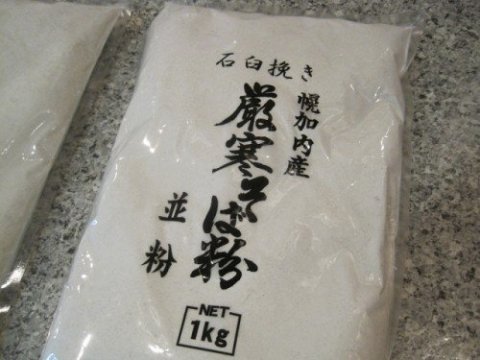 石臼挽き
幌加内産
厳寒そば粉
並粉
NET
1kg